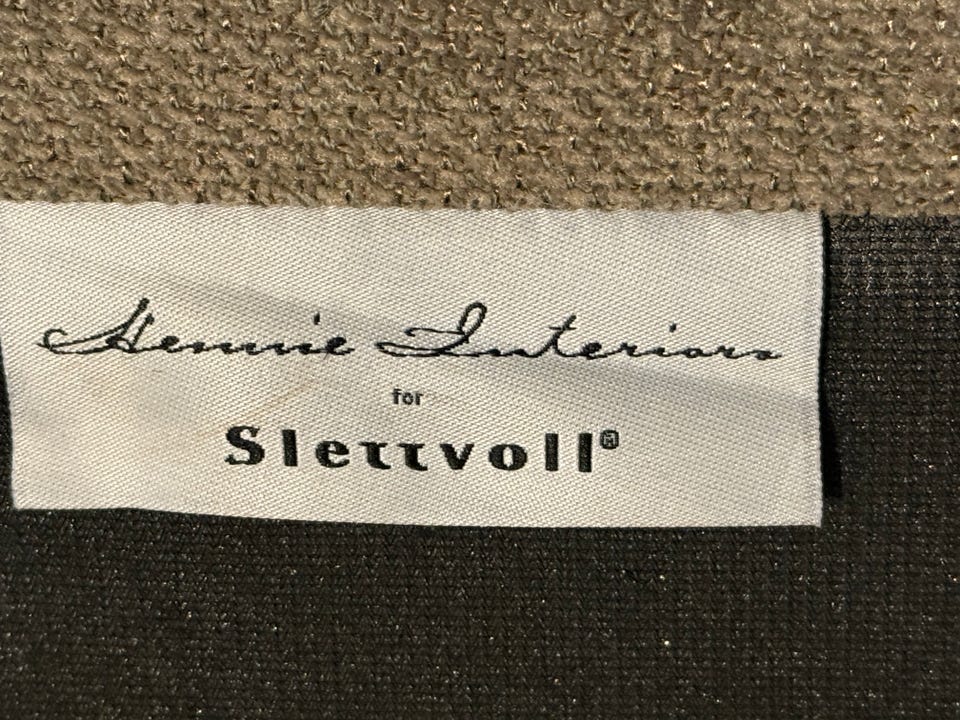 Hennie Interiors
for
Slettvoll®